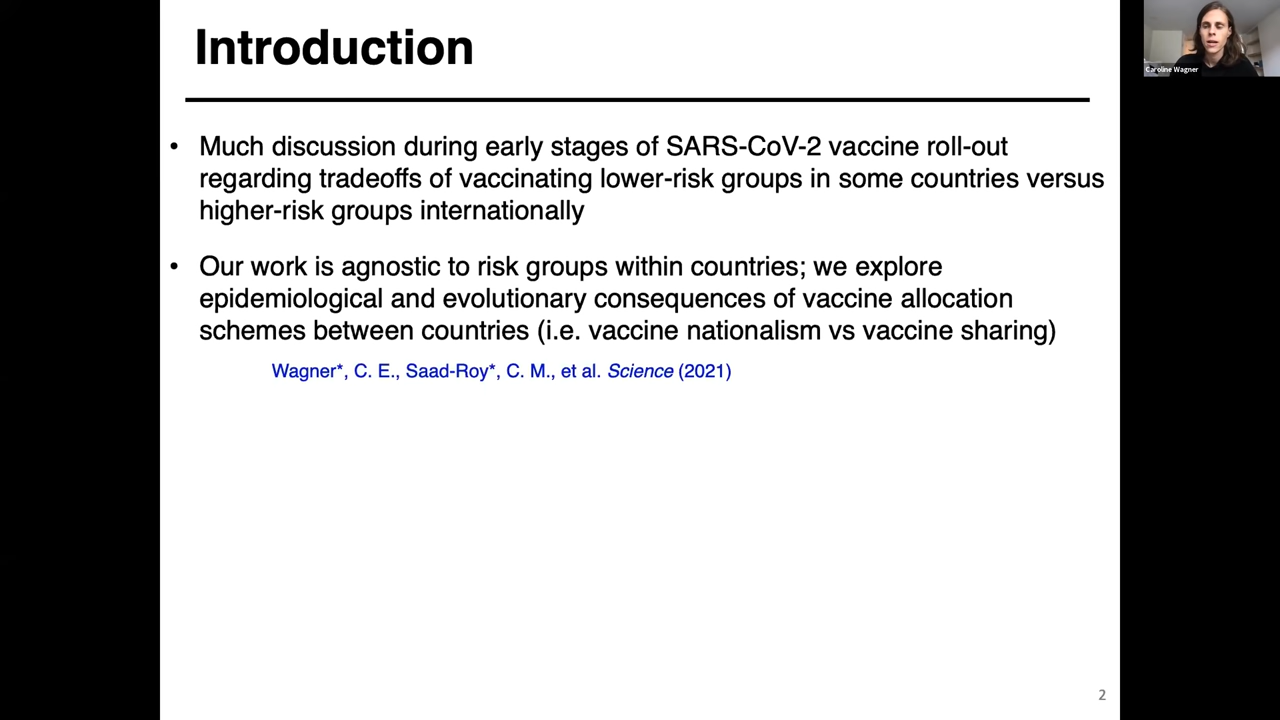 Introduction
Caroline Wagner
• Much discussion during early stages of SARS-CoV-2 vaccine roll-out
regarding tradeoffs of vaccinating lower-risk groups in some countries versus
higher-risk groups internationally
• Our work is agnostic to risk groups within countries; we explore
epidemiological and evolutionary consequences of vaccine allocation
schemes between countries (i.e. vaccine nationalism vs vaccine sharing)
Wagner*, C. E., Saad-Roy*, C. M., et al. Science (2021)
2